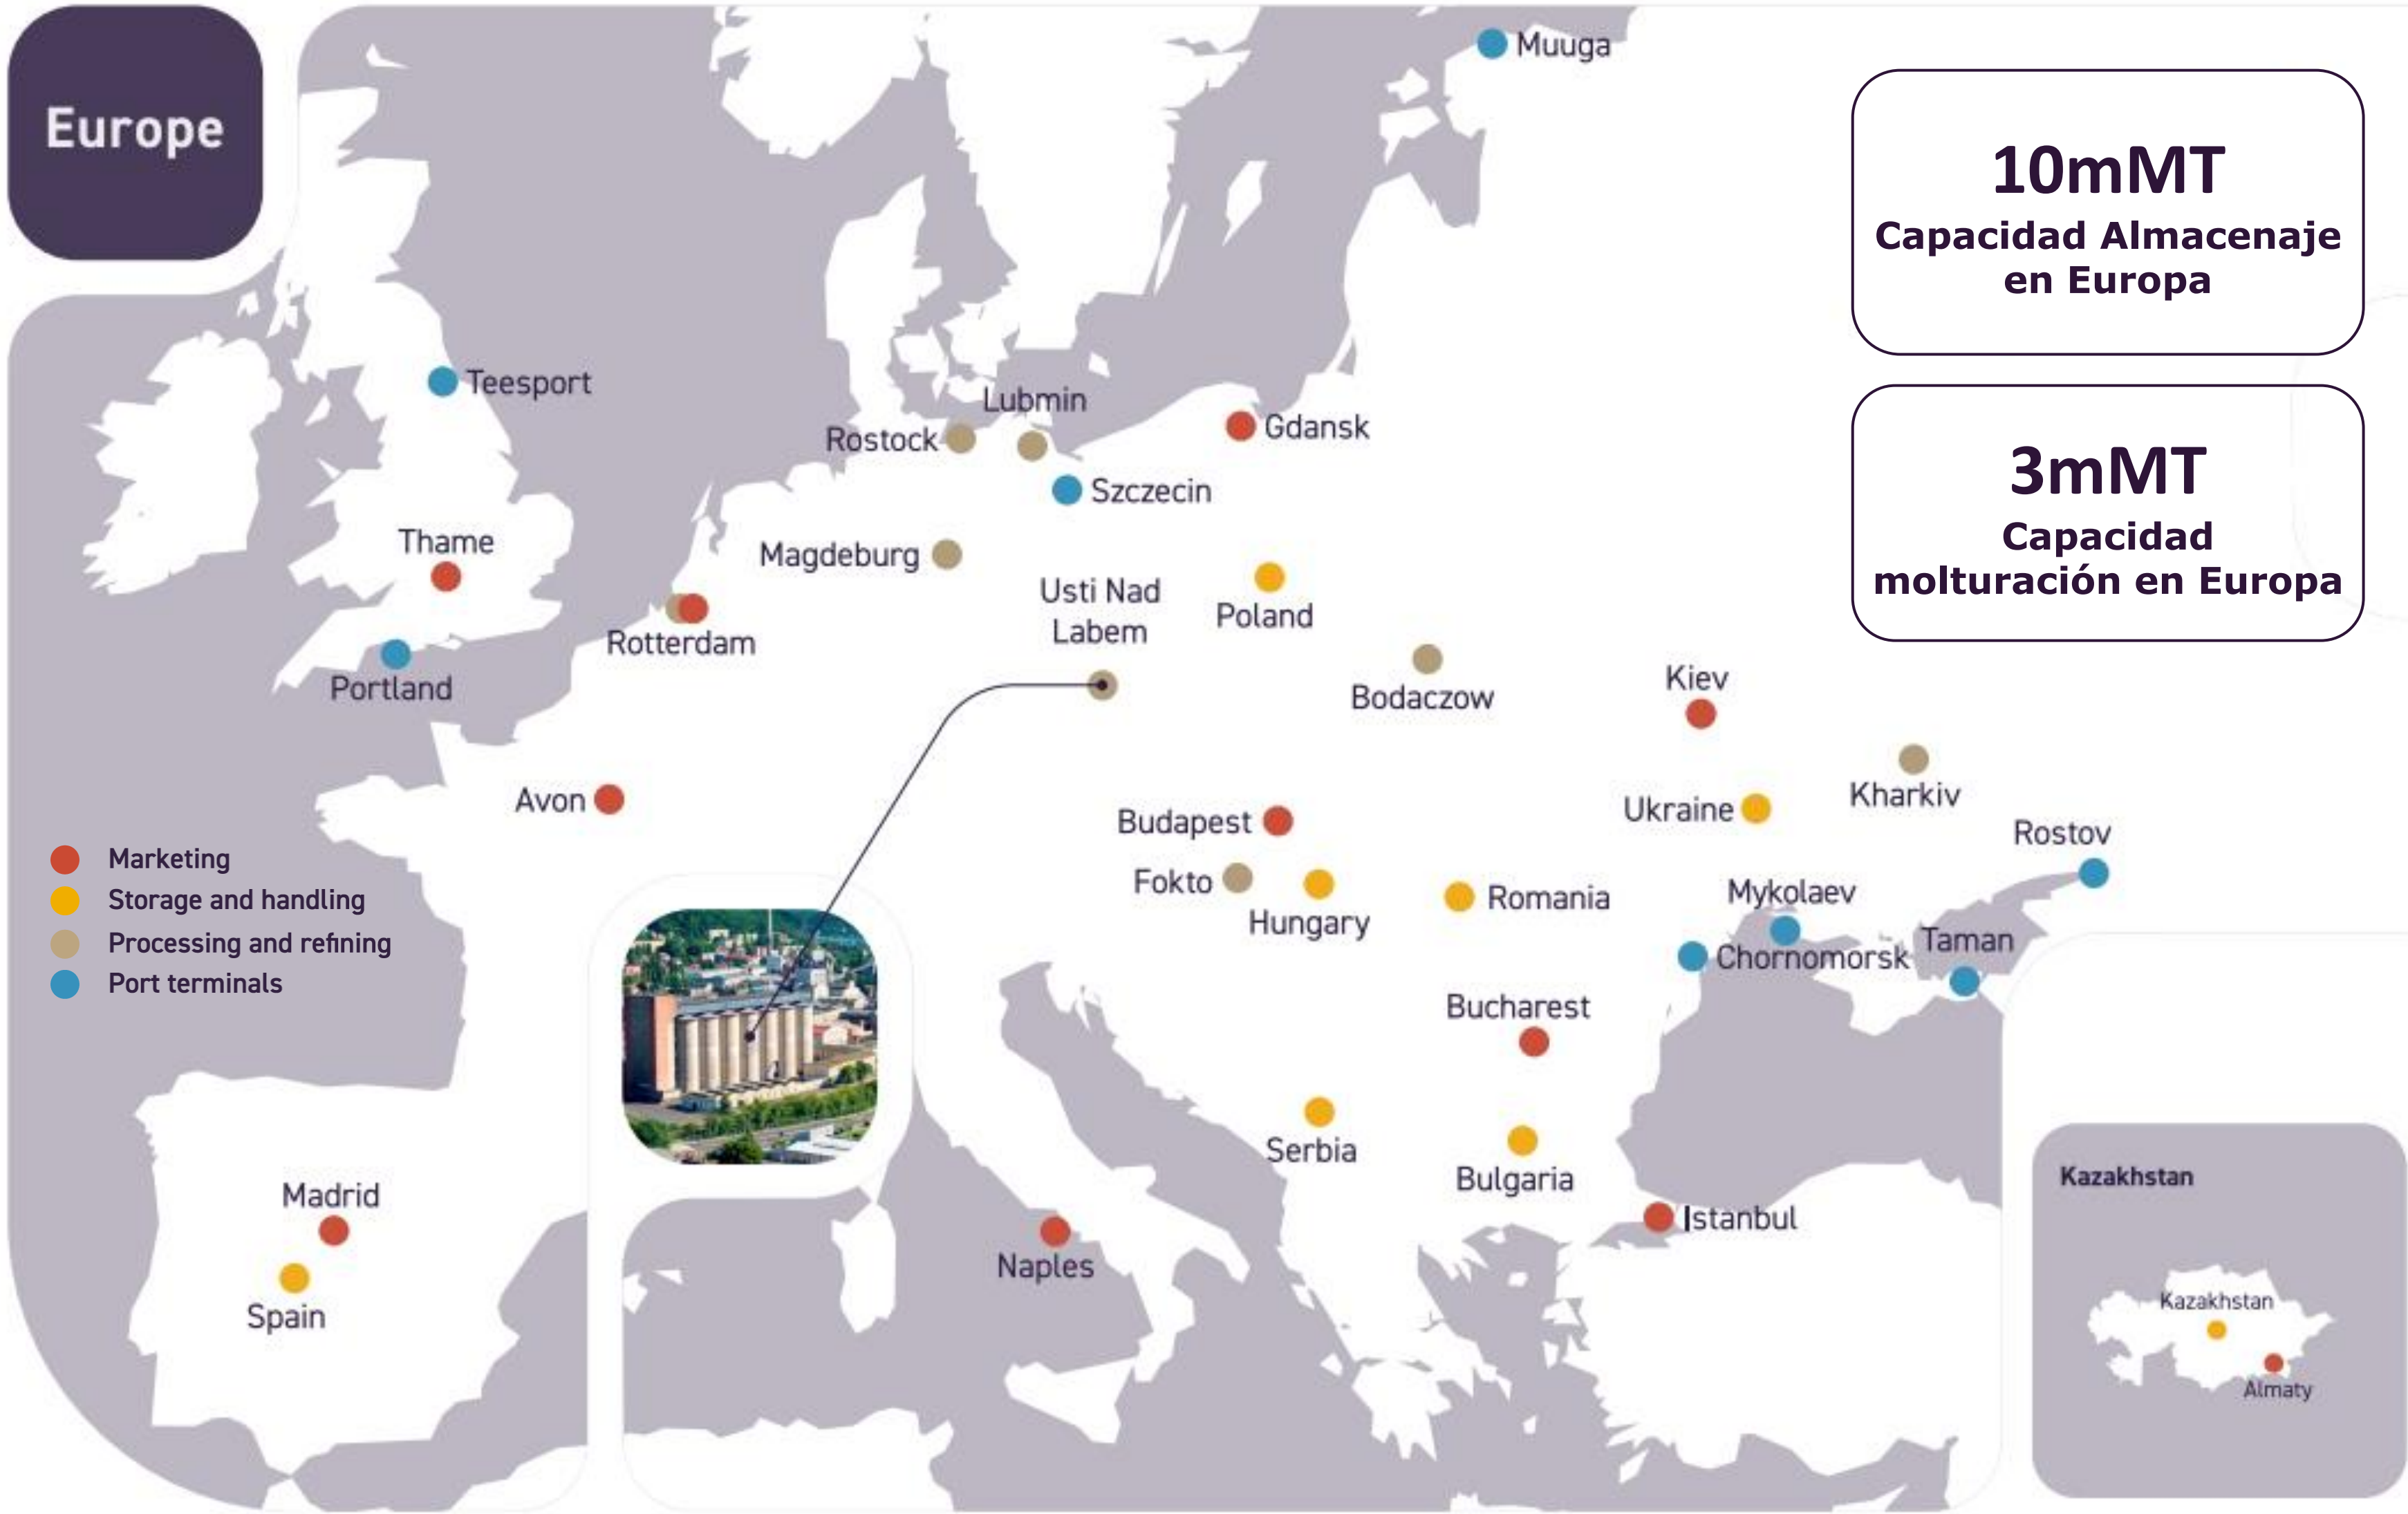 Europe
Muuga
10mMT
Capacidad Almacenaje
en Europa
Teesport
Lubmin
Rostock
Gdansk
3mMT
Capacidad
molturación en Europa
Szczecin
Thame
Magdeburg
Usti Nad
Labem
Poland
Rotterdam
Portland
Bodaczow
Kiev
Avon
Budapest
Ukraine
Kharkiv
Rostov
Marketing
Storage and handling
Processing and refining
Port terminals
Fokto
Hungary
Romania
Mykolaev
Chornomorsk
Taman
Bucharest
Serbia
Bulgaria
Madrid
Spain
Naples
Istanbul
Kazakhstan
Kazakhstan
Almaty